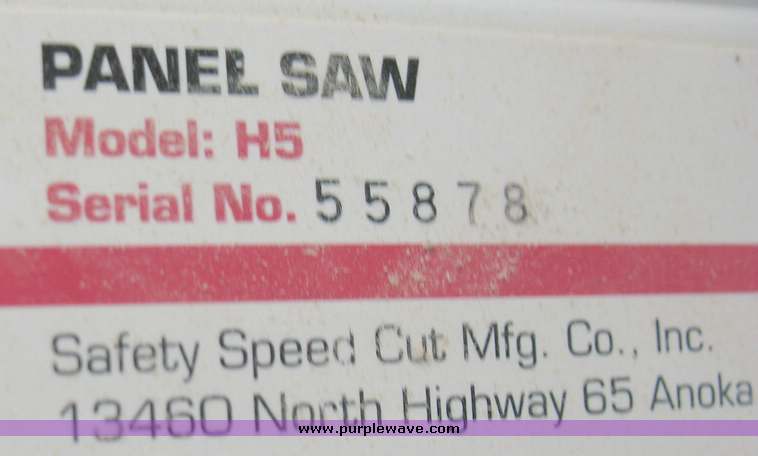 PANEL SAW
Model: H5
Serial No. 55878
Safety Speed Cut Mfg. Co., Inc.
13460 North Highway 65 Anoka
www.purplewave.com